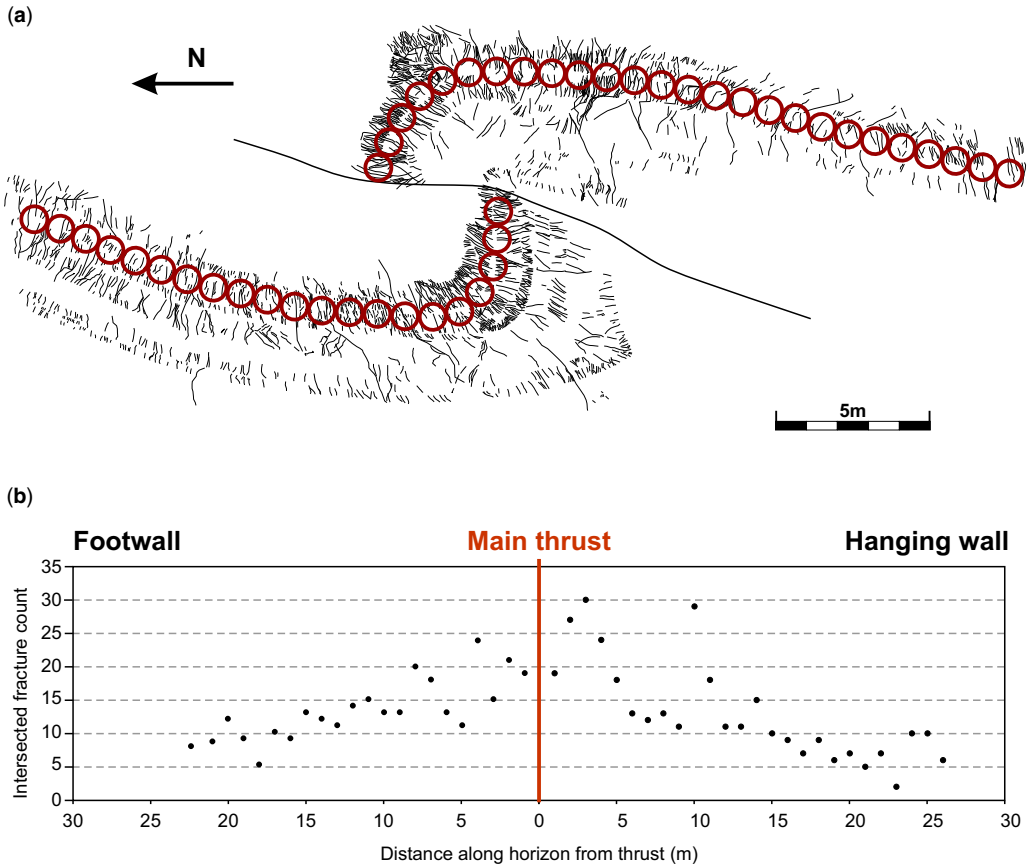 (a)
N
5m
(b)
Footwall Main thrust Hanging wall
35
30
25
20
15
10
5
0
Intersected fracture count
30 25 20 15 10 5 0 5 10 15 20 25 30
Distance along horizon from thrust (m)